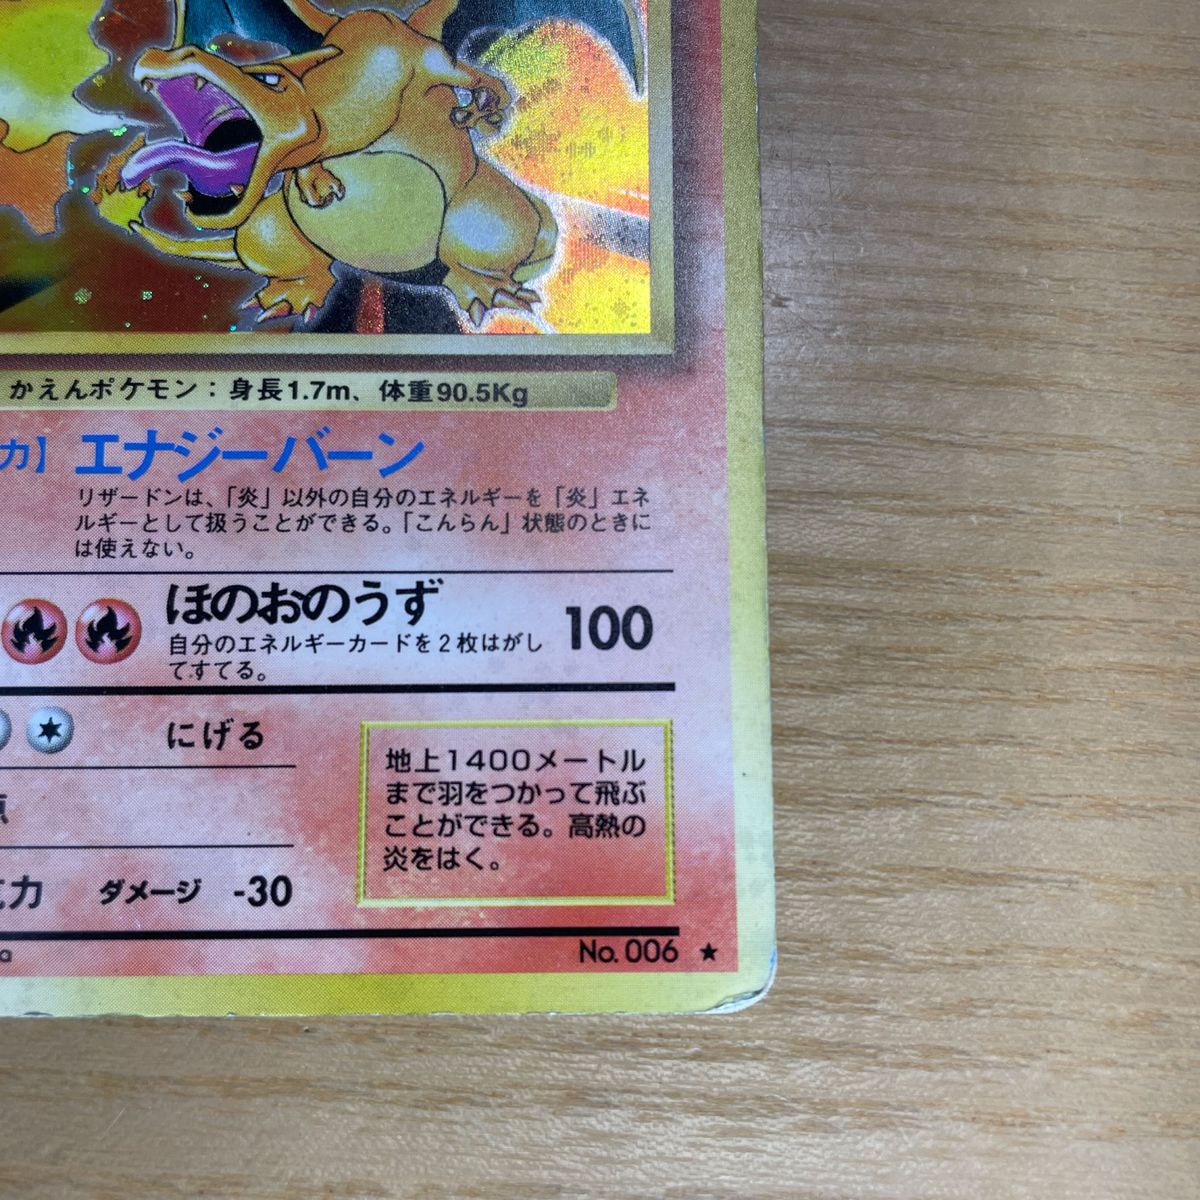 かえんポケモン：身長1.7m、体重90.5Kg
力】エナジーバーン
リザードンは、「炎」以外の自分のエネルギーを「炎」エネ
ルギーとして扱うことができる。「こんらん」状態のときに
は使えない。
ほのおのうず 100
自分のエネルギーカードを2枚はがし
てすてる。
にげる
地上1400メートル
まで羽をつかって飛ぶ
ことができる。高熱の
炎をはく。
点
力 ダメージ -30
No. 006 ★